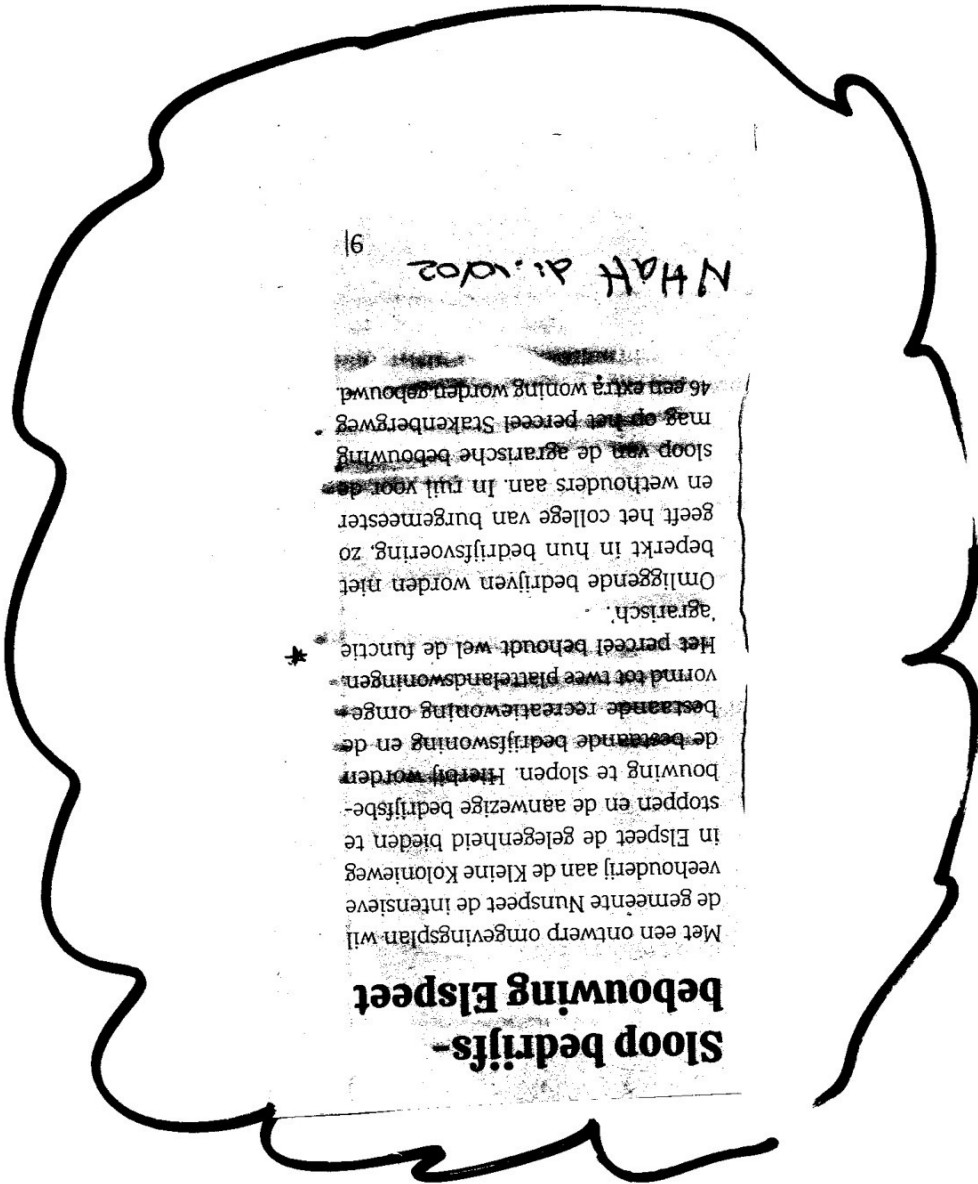 Sloop bedrijfs-
bebouwing Elspeet
Met een ontwerp omgevingsplan wil
de gemeente Nunspeet de intensieve
veehouderij aan de Kleine Kolonieweg
in Elspeet de gelegenheid bieden te
stoppen en de aanwezige bedrijfsbe-
bouwing te slopen. Hierbij worden
de bestaande bedrijfswoning en de
bestaande recreatiewoning omge-
vormd tot twee plattelandswoningen.
Het perceel behoudt wel de functie
'agrarisch'.
Omliggende bedrijven worden niet
beperkt in hun bedrijfsvoering, zo
geeft het college van burgemeester
en wethouders aan. In ruil voor de
sloop van de agrarische bebouwing
mag op het perceel Stakenbergweg
46 een extra woning worden gebouwd.
NHaH di. 10/02